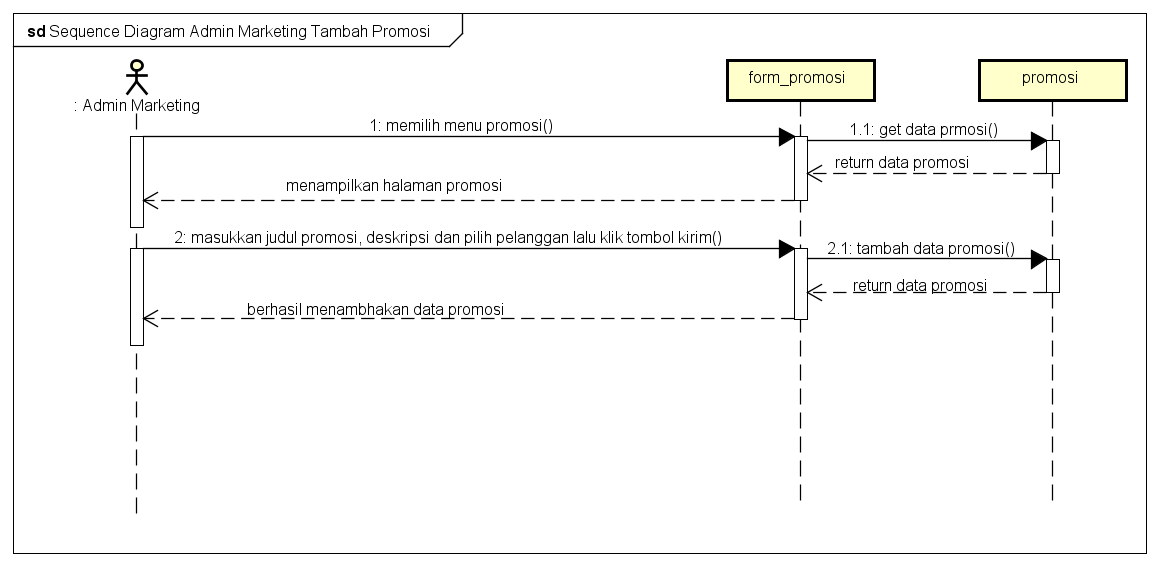 sd Sequence Diagram Admin Marketing Tambah Promosi
: Admin Marketing
form_promosi
promosi
1: memilih menu promosi()
1.1: get data prmosi()
return data promosi
menampilkan halaman promosi
2: masukkan judul promosi, deskripsi dan pilih pelanggan lalu klik tombol kirim()
2.1: tambah data promosi()
return data promosi
berhasil menambhakan data promosi